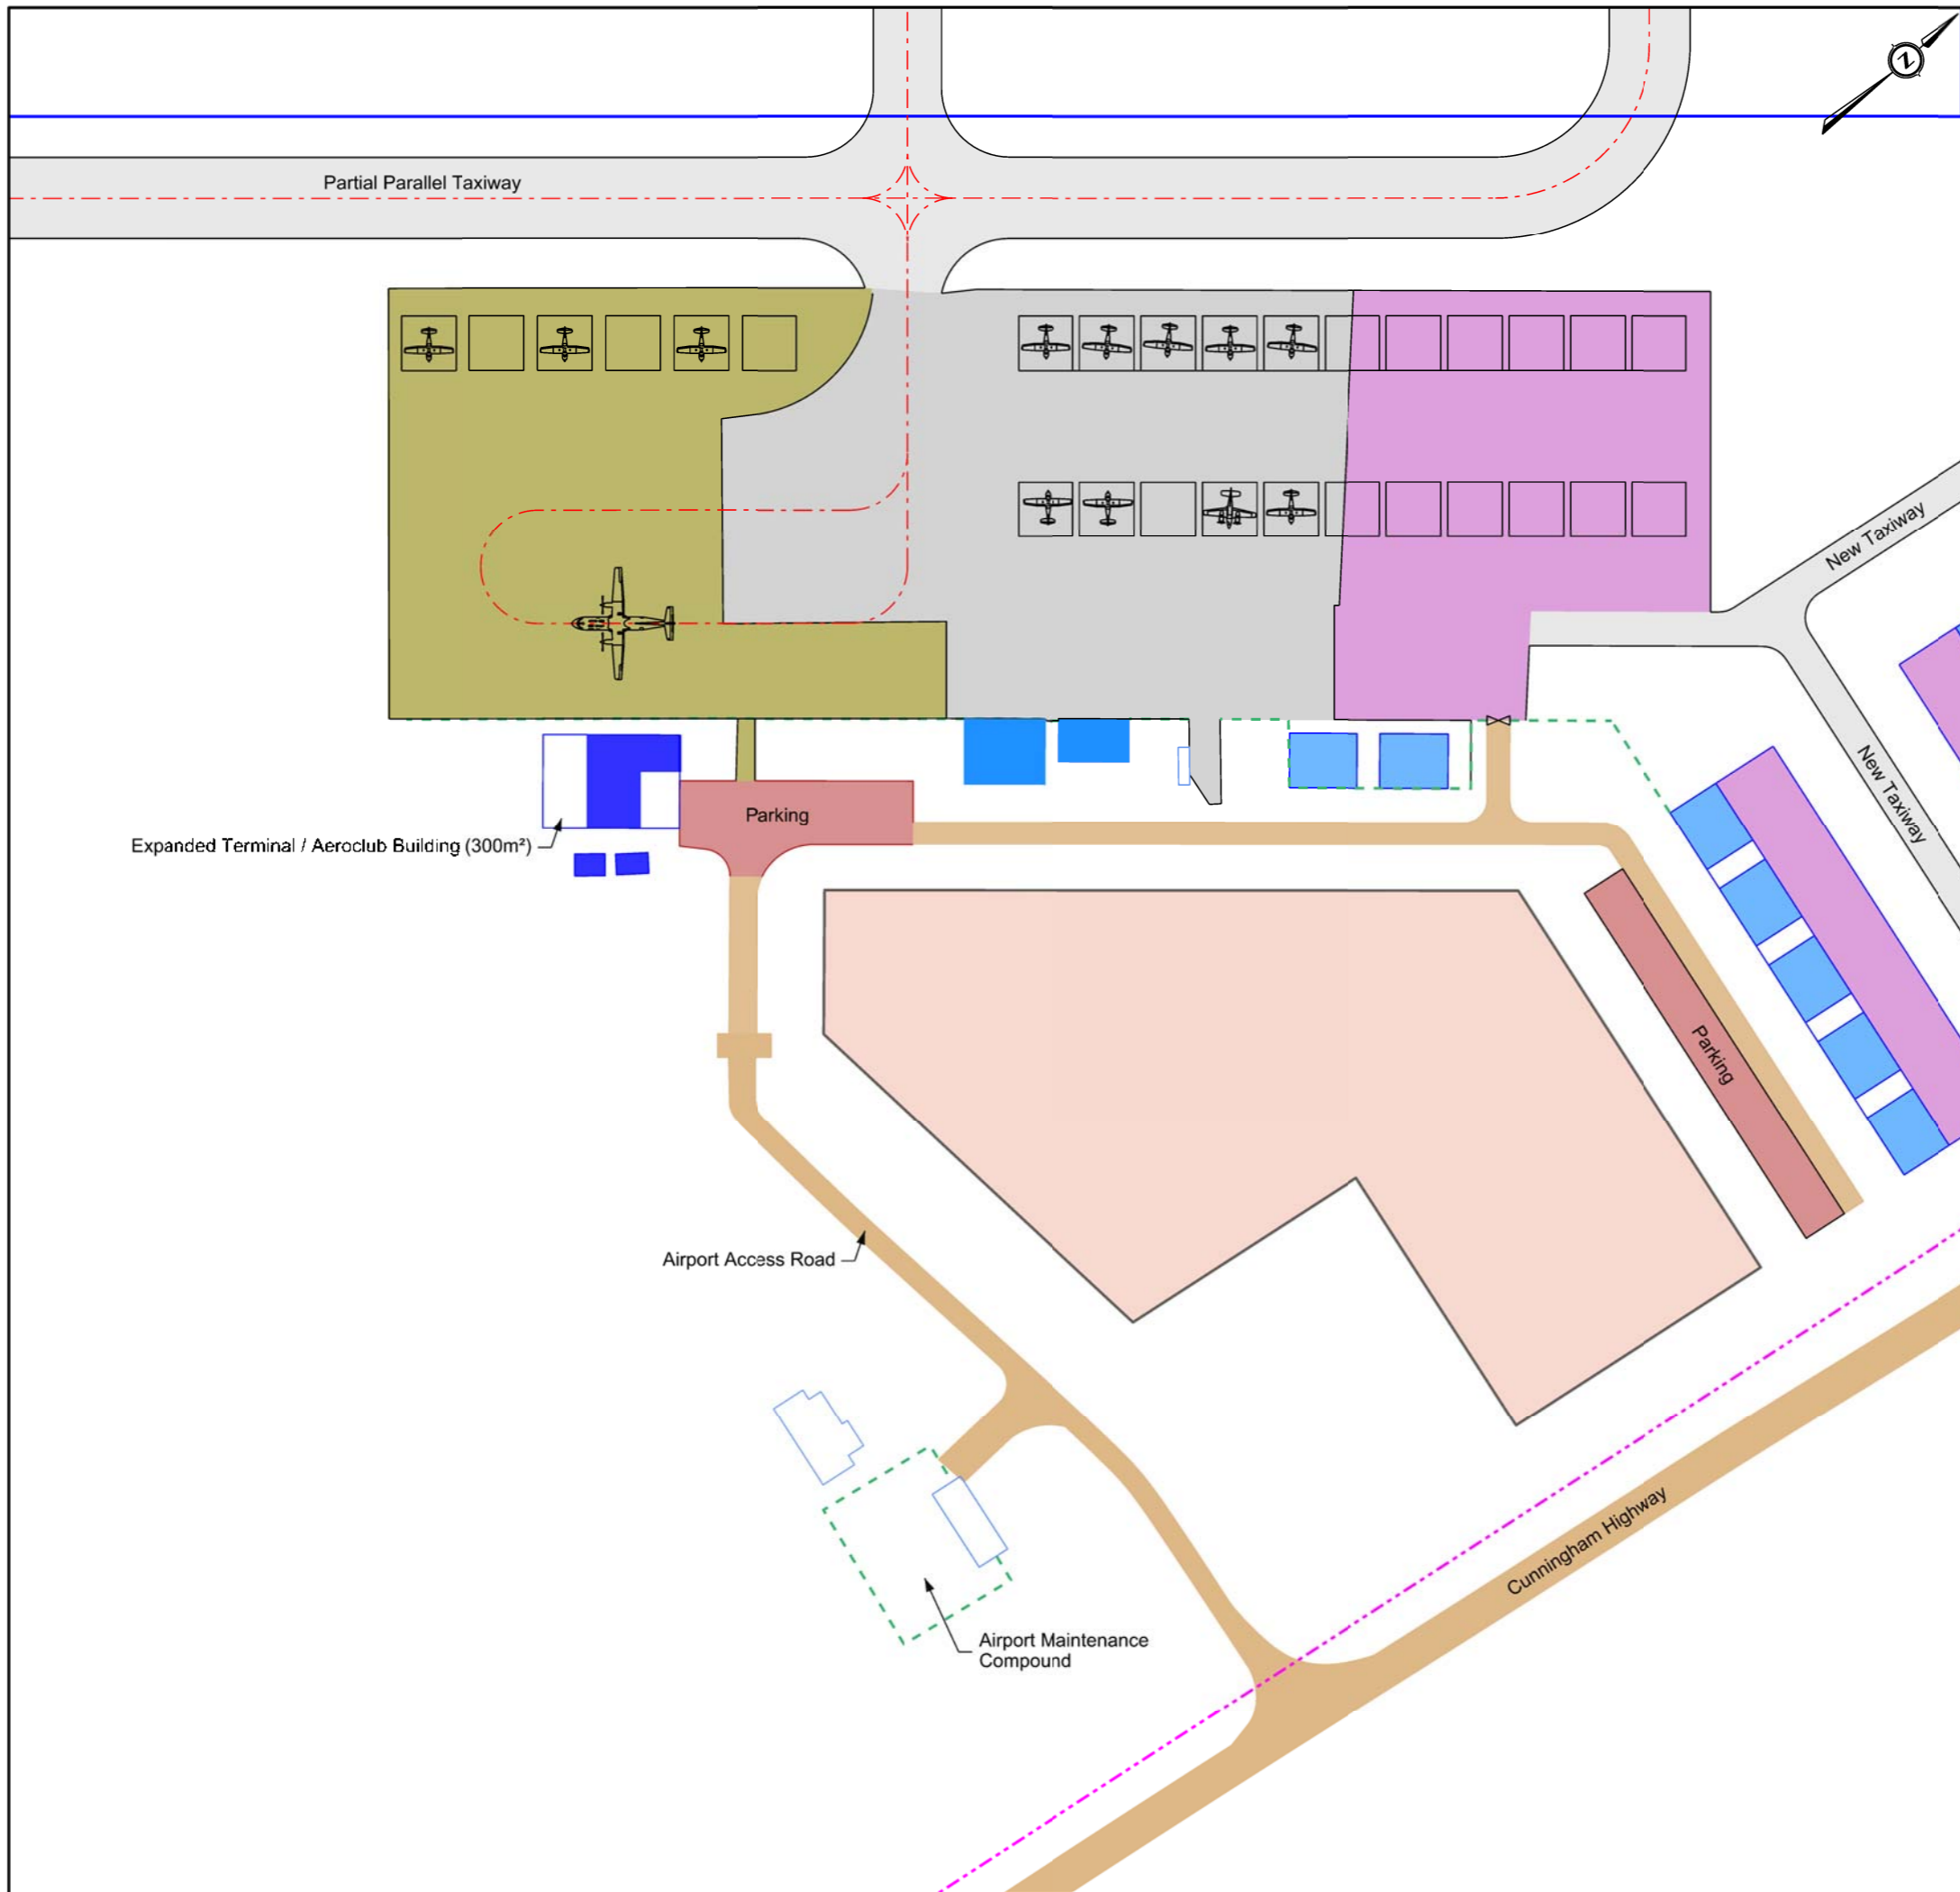 Z
Partial Parallel Taxiway
New Taxiway
New Taxiway
Parking
Expanded Terminal / Aeroclub Building (300m²)
Parking
Airport Access Road
Cunningham Highway
Airport Maintenance
Compound